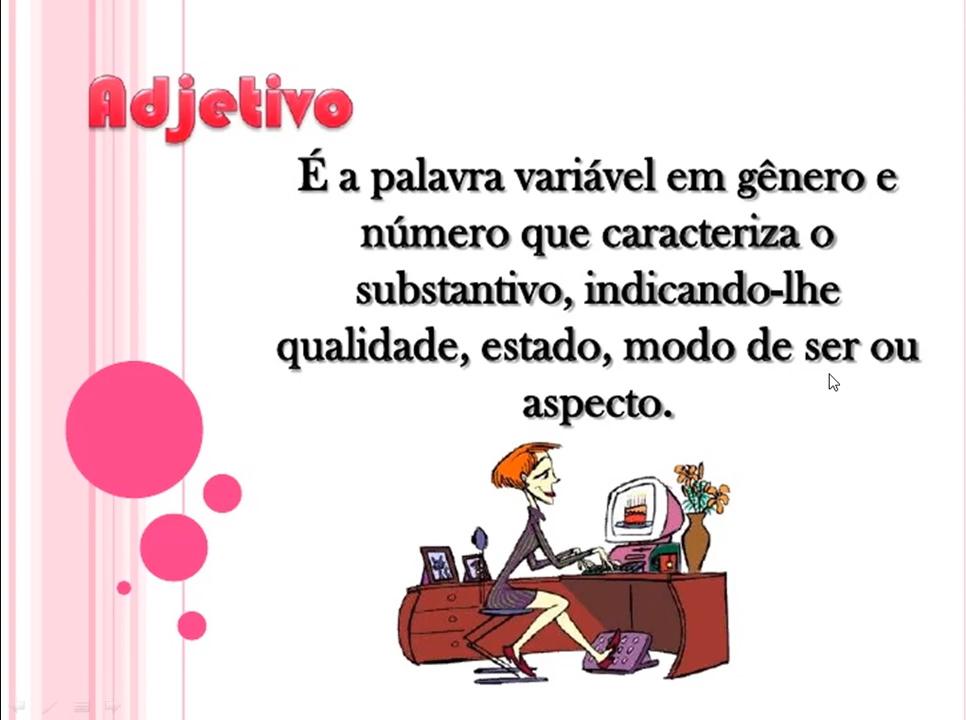 Adjetivo
É a palavra variável em gênero e
número que caracteriza o
substantivo, indicando-lhe
qualidade, estado, modo de ser ou
aspecto.